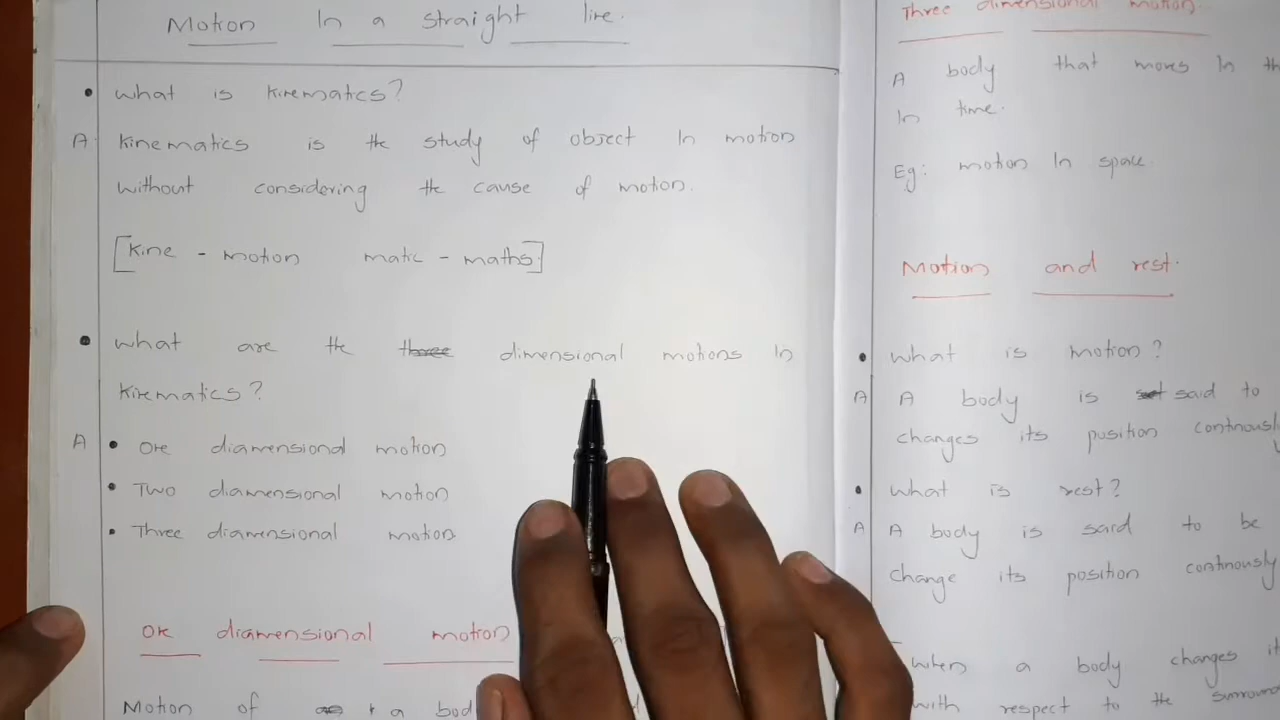 Motion In a straight line.
• What is kinematics?
A. Kinematics is the study of object In motion
without considering the cause of motion.
[Kine - motion matic - maths]
• What are the three dimensional motions In
kinematics?
A • One diamensional motion
• Two diamensional motion
• Three diamensional motion
One diamensional motion
Motion of a
Three dimensional motion.
A body that moves In
In time.
Eg: motion In space.
Motion and rest.
• What is motion?
A A body is said to
changes its position
• What is rest?
A A body is said to be
change its position continously
When a body changes
with respect to the